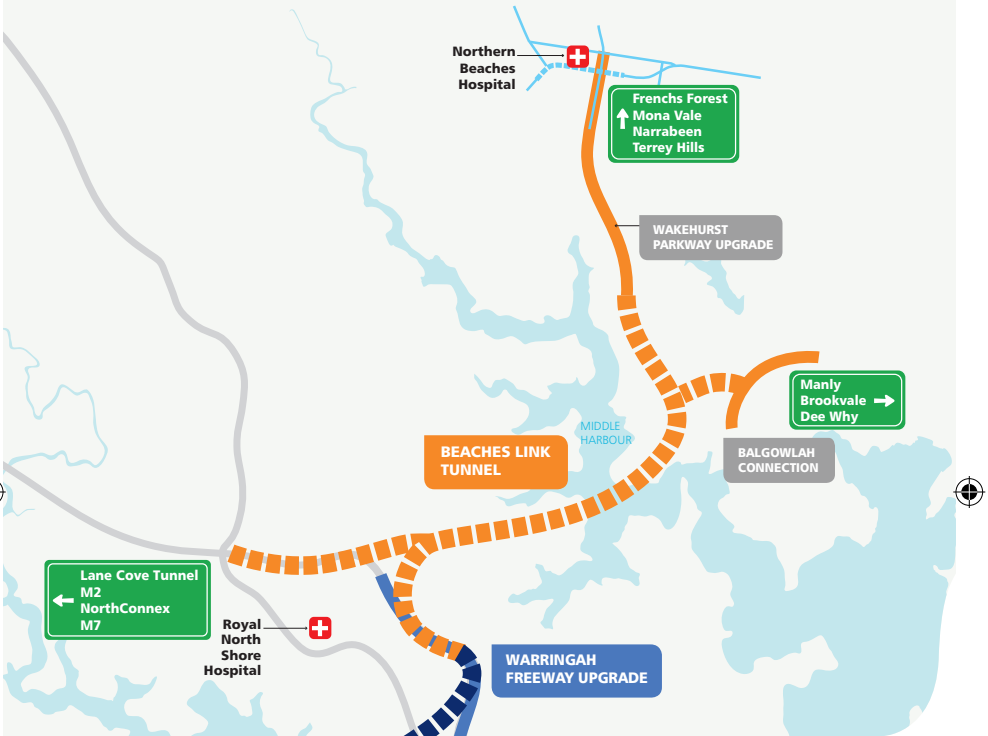 Northern
Beaches
Hospital
Frenchs Forest
Mona Vale
Narrabeen
Terrey Hills
WAKEHURST
PARKWAY UPGRADE
Manly
Brookvale
Dee Why
MIDDLE
HARBOUR
BEACHES LINK
TUNNEL
BALGOWLAH
CONNECTION
Lane Cove Tunnel
M2
NorthConnex
M7
Royal
North
Shore
Hospital
WARRINGAH
FREEWAY UPGRADE